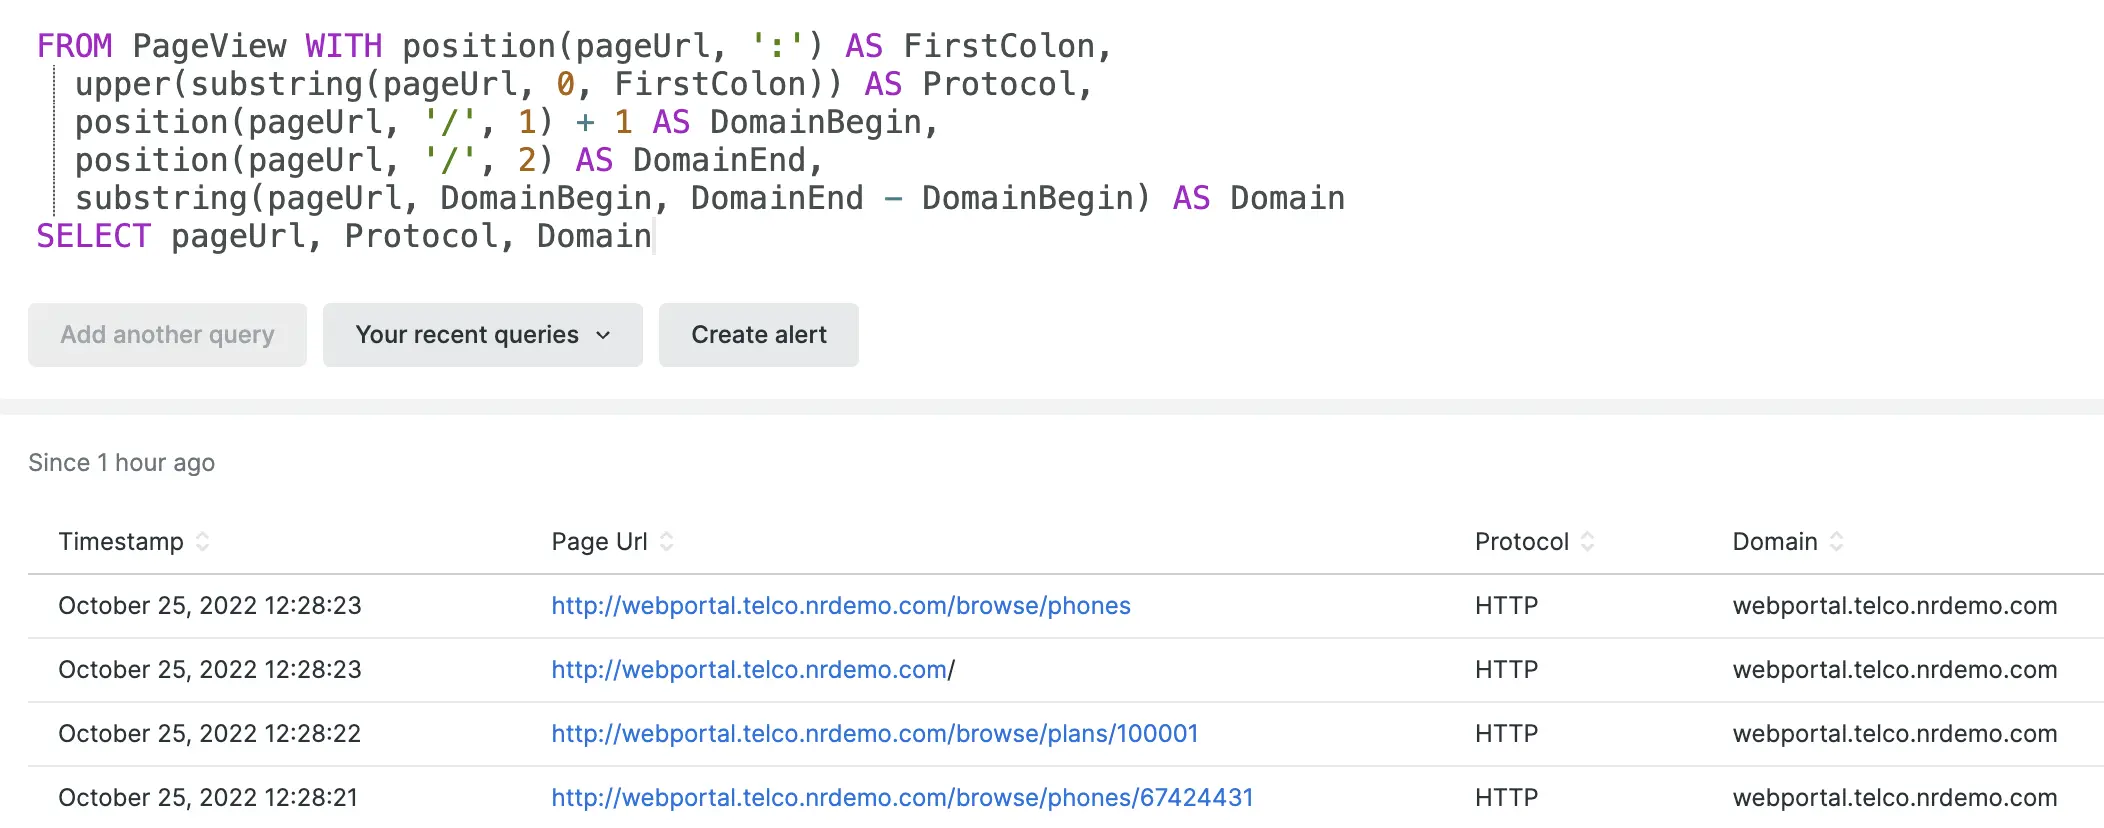 FROM PageView WITH position(pageUrl, ':') AS FirstColon,
upper(substring(pageUrl, 0, FirstColon)) AS Protocol,
position(pageUrl, '/', 1) + 1 AS DomainBegin,
position(pageUrl, '/', 2) AS DomainEnd,
substring(pageUrl, DomainBegin, DomainEnd - DomainBegin) AS Domain
SELECT pageUrl, Protocol, Domain
Add another query Your recent queries Create alert
Since 1 hour ago
Timestamp Page Url Protocol Domain
October 25, 2022 12:28:23 http://webportal.telco.nrdemo.com/browse/phones HTTP webportal.telco.nrdemo.com
October 25, 2022 12:28:23 http://webportal.telco.nrdemo.com/ HTTP webportal.telco.nrdemo.com
October 25, 2022 12:28:22 http://webportal.telco.nrdemo.com/browse/plans/100001 HTTP webportal.telco.nrdemo.com
October 25, 2022 12:28:21 http://webportal.telco.nrdemo.com/browse/phones/67424431 HTTP webportal.telco.nrdemo.com